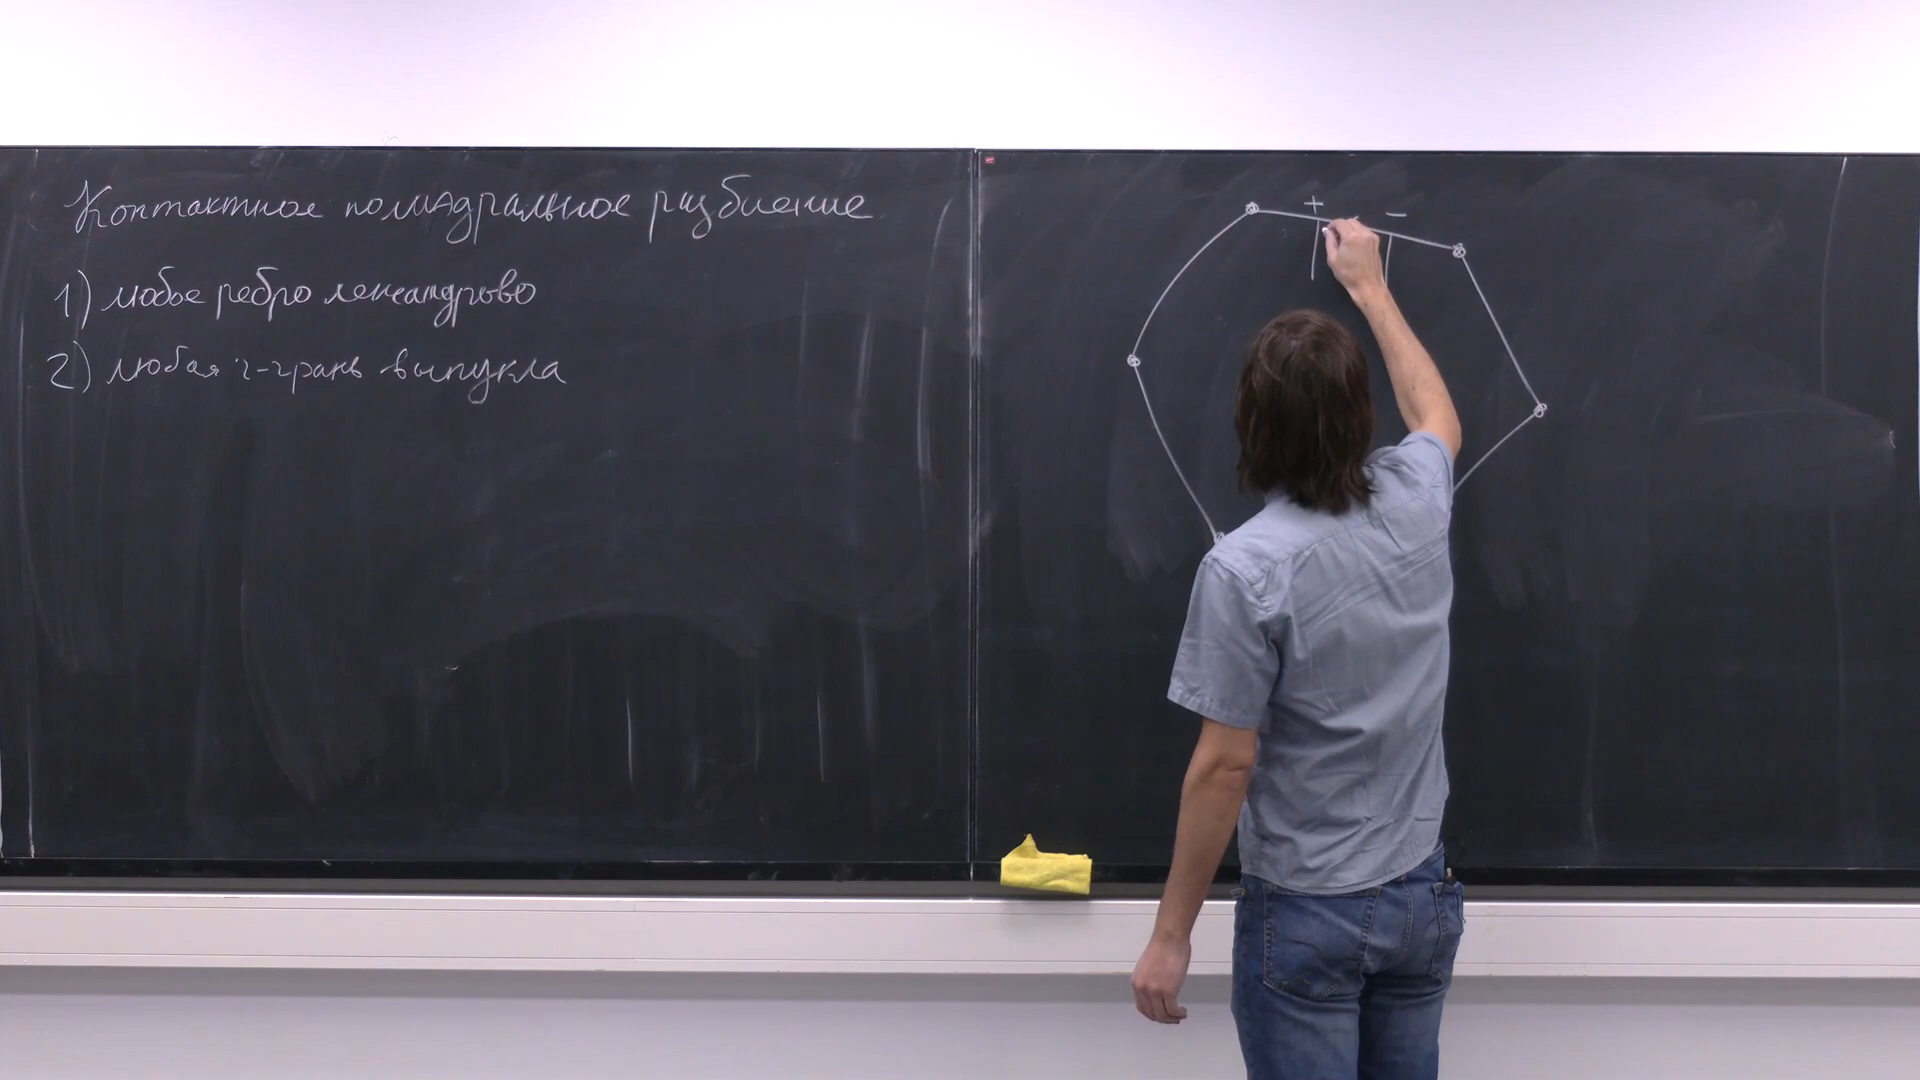 Контактное полиэдральное разбиение
1) любое ребро лежандрово
2) любая 2-грань выпукла
+ −